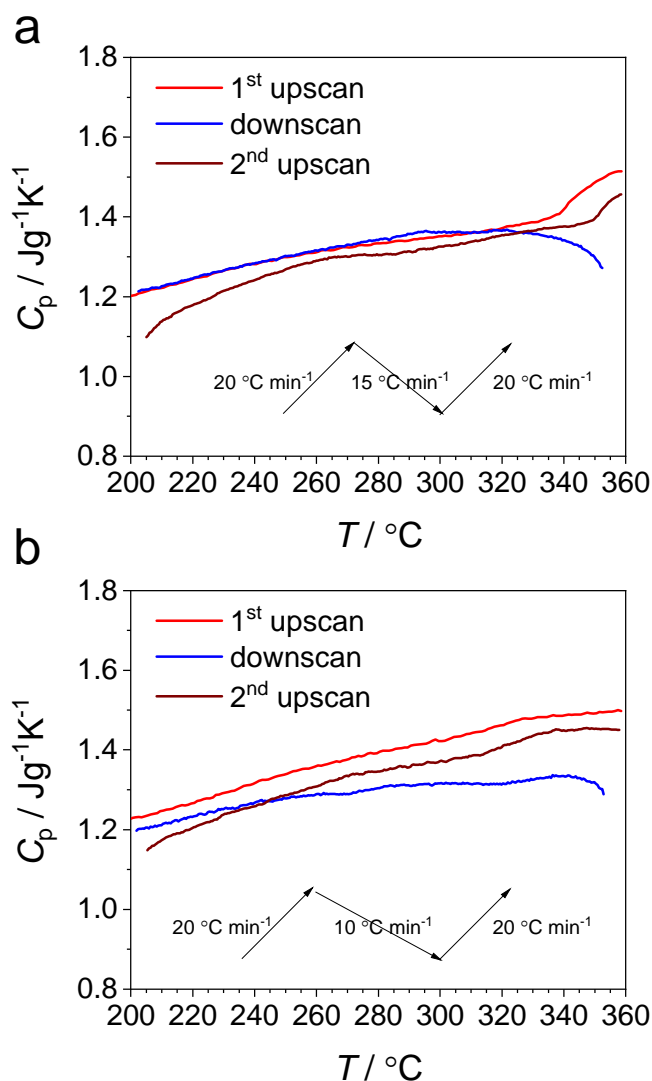 a
1.8
1.6
1.4
1.2
1.0
0.8
C_p / Jg⁻¹K⁻¹
1ˢᵗ upscan
downscan
2ⁿᵈ upscan
20 °C min⁻¹ 15 °C min⁻¹ 20 °C min⁻¹
200 220 240 260 280 300 320 340 360
T / °C
b
1.8
1.6
1.4
1.2
1.0
0.8
C_p / Jg⁻¹K⁻¹
1ˢᵗ upscan
downscan
2ⁿᵈ upscan
20 °C min⁻¹ 10 °C min⁻¹ 20 °C min⁻¹
200 220 240 260 280 300 320 340 360
T / °C